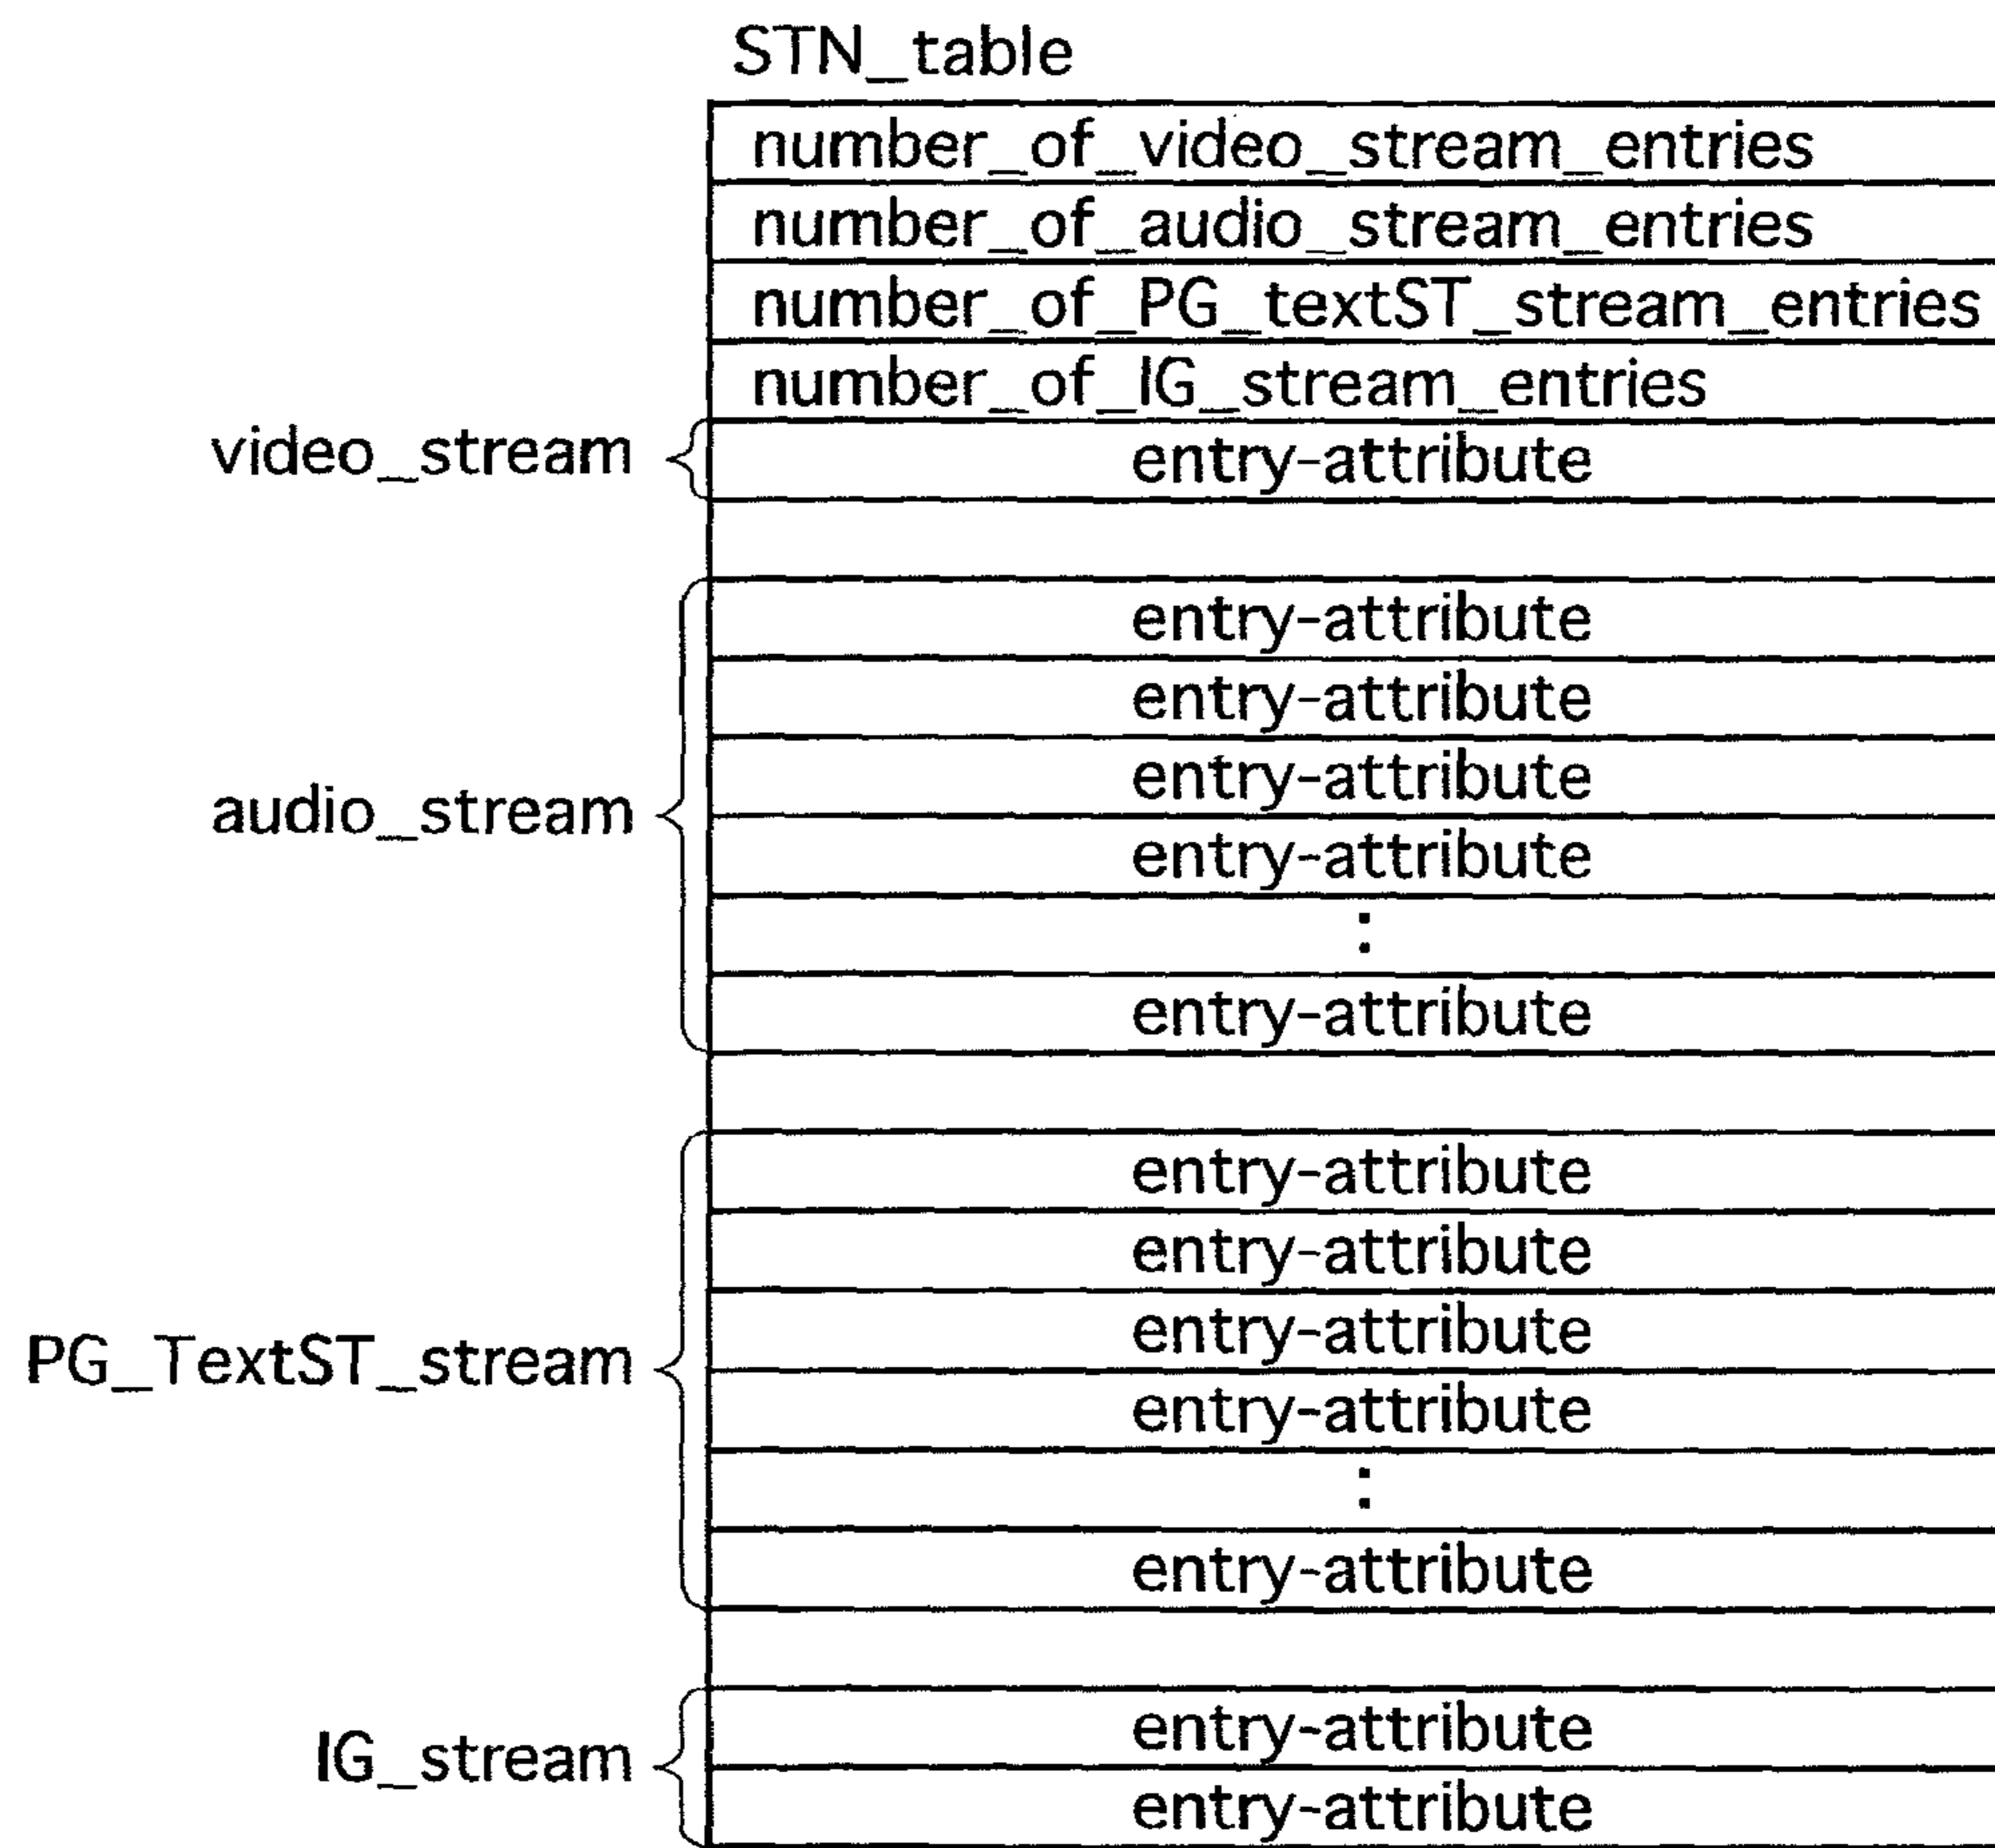 STN_table
number_of_video_stream_entries
number_of_audio_stream_entries
number_of_PG_textST_stream_entries
number_of_IG_stream_entries
video_stream entry-attribute
entry-attribute
entry-attribute
audio_stream entry-attribute
entry-attribute
:
entry-attribute
entry-attribute
entry-attribute
PG_TextST_stream entry-attribute
entry-attribute
:
entry-attribute
IG_stream entry-attribute
entry-attribute